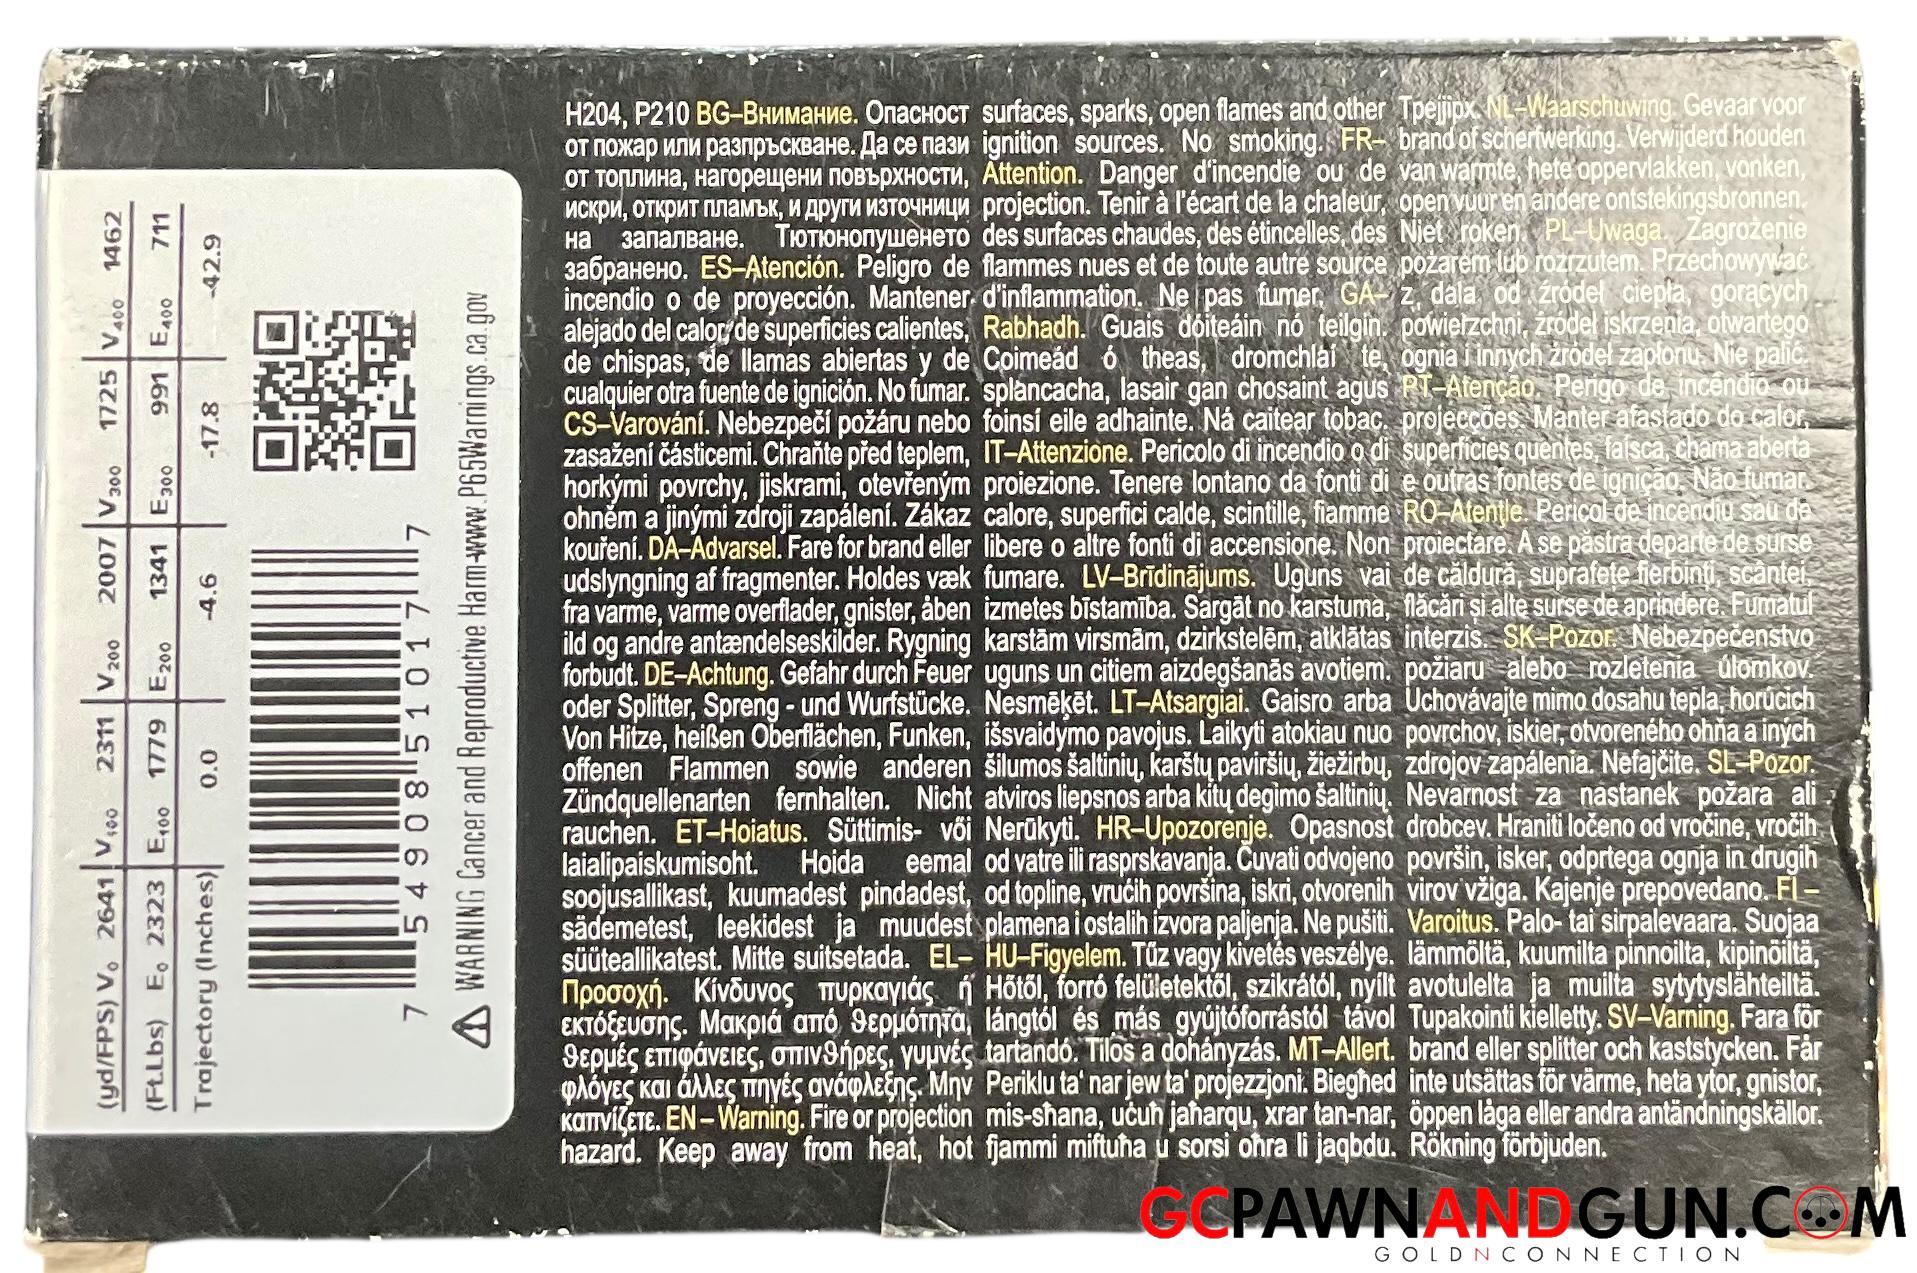 (yd/FPS) V0 2641 V100 2311 V200 2007 V300 1725 V400 1462
(Ft.Lbs) E0 2323 E100 1779 E200 1341 E300 991 E400 711
Trajectory (Inches) 0.0 -4.6 -17.8 -42.9
7 54908 51017 7
WARNING Cancer and Reproductive Harm-www.P65Warnings.ca.gov
H204, P210 BG–Внимание. Опасност
от пожар или разпръскване. Да се пази
от топлина, нагорещени повърхности,
искри, открит пламък, и други източници
на запалване. Тютюнопушенето
забранено. ES–Atención. Peligro de
incendio o de proyección. Mantener
alejado del calor, de superficies calientes,
de chispas, de llamas abiertas y de
cualquier otra fuente de ignición. No fumar.
CS–Varování. Nebezpečí požáru nebo
zasažení částicemi. Chraňte před teplem,
horkými povrchy, jiskrami, otevřeným
ohněm a jinými zdroji zapálení. Zákaz
kouření. DA–Advarsel. Fare for brand eller
udslyngning af fragmenter. Holdes væk
fra varme, varme overflader, gnister, åben
ild og andre antændelseskilder. Rygning
forbudt. DE–Achtung. Gefahr durch Feuer
oder Splitter, Spreng - und Wurfstücke.
Von Hitze, heißen Oberflächen, Funken,
offenen Flammen sowie anderen
Zündquellenarten fernhalten. Nicht
rauchen. ET–Hoiatus. Süttimis- või
laialipaiskumisoht. Hoida eemal
soojusallikast, kuumadest pindadest,
sädemetest, leekidest ja muudest
süüteallikatest. Mitte suitsetada. EL–
Προσοχή. Κίνδυνος πυρκαγιάς ή
εκτόξευσης. Μακριά από θερμότητα,
θερμές επιφάνειες, σπινθήρες, γυμνές
φλόγες και άλλες πηγές ανάφλεξης. Μην
καπνίζετε. EN – Warning. Fire or projection
hazard. Keep away from heat, hot
surfaces, sparks, open flames and other
ignition sources. No smoking. FR–
Attention. Danger d'incendie ou de
projection. Tenir à l'écart de la chaleur,
des surfaces chaudes, des étincelles, des
flammes nues et de toute autre source
d'inflammation. Ne pas fumer. GA–
Rabhadh. Guais dóiteáin nó teilgin.
Coimeád ó theas, dromchlaí te,
splancacha, lasair gan chosaint agus
foinsí eile adhainte. Ná caitear tobac.
IT–Attenzione. Pericolo di incendio o di
proiezione. Tenere lontano da fonti di
calore, superfici calde, scintille, fiamme
libere o altre fonti di accensione. Non
fumare. LV–Brīdinājums. Uguns vai
izmetes bīstamība. Sargāt no karstuma,
karstām virsmām, dzirkstelēm, atklātas
uguns un citiem aizdegšanās avotiem.
Nesmēķēt. LT–Atsargiai. Gaisro arba
išsvaidymo pavojus. Laikyti atokiau nuo
šilumos šaltinių, karštų paviršių, žiežirbų,
atviros liepsnos arba kitų degimo šaltinių.
Nerūkyti. HR–Upozorenje. Opasnost
od vatre ili rasprskavanja. Čuvati odvojeno
od topline, vrućih površina, iskri, otvorenih
plamena i ostalih izvora paljenja. Ne pušiti.
HU–Figyelem. Tűz vagy kivetés veszélye.
Hőtől, forró felületektől, szikrától, nyílt
lángtól és más gyújtóforrástól távol
tartandó. Tilos a dohányzás. MT–Allert.
Periklu ta' nar jew ta' projezzjoni. Biegħed
mis-sħana, uċuħ jaħarqu, xrar tan-nar,
fjammi miftuħa u sorsi oħra li jaqbdu.
Tpejjipx. NL–Waarschuwing. Gevaar voor
brand of scherfwerking. Verwijderd houden
van warmte, hete oppervlakken, vonken,
open vuur en andere ontstekingsbronnen.
Niet roken. PL–Uwaga. Zagrożenie
pożarem lub rozrzutem. Przechowywać
z dala od źródeł ciepła, gorących
powierzchni, źródeł iskrzenia, otwartego
ognia i innych źródeł zapłonu. Nie palić.
PT–Atenção. Perigo de incêndio ou
projecções. Manter afastado do calor,
superfícies quentes, faísca, chama aberta
e outras fontes de ignição. Não fumar.
RO–Atenție. Pericol de incendiu sau de
proiectare. A se păstra departe de surse
de căldură, suprafețe fierbinți, scântei,
flăcări și alte surse de aprindere. Fumatul
interzis. SK–Pozor. Nebezpečenstvo
požiaru alebo rozletenia úlomkov.
Uchovávajte mimo dosahu tepla, horúcich
povrchov, iskier, otvoreného ohňa a iných
zdrojov zapálenia. Nefajčite. SL–Pozor.
Nevarnost za nastanek požara ali
drobcev. Hraniti ločeno od vročine, vročih
površin, isker, odprtega ognja in drugih
virov vžiga. Kajenje prepovedano. FI –
Varoitus. Palo- tai sirpalevaara. Suojaa
lämmöltä, kuumilta pinnoilta, kipinöiltä,
avotulelta ja muilta sytytyslähteiltä.
Tupakointi kielletty. SV–Varning. Fara för
brand eller splitter och kaststycken. Får
inte utsättas för värme, heta ytor, gnistor,
öppen låga eller andra antändningskällor.
Rökning förbjuden.
GCPAWNANDGUN.COM
GOLDNCONNECTION